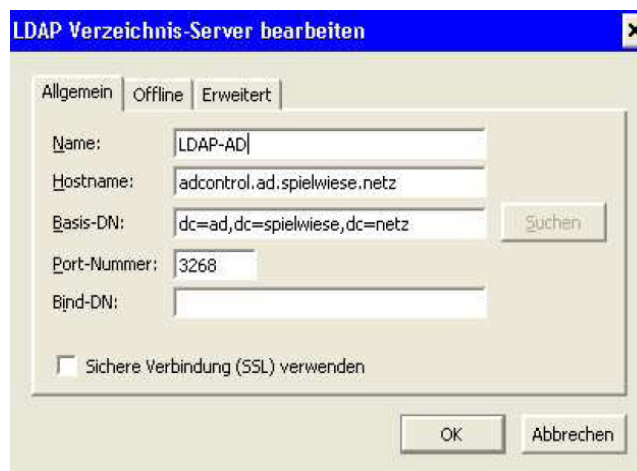 LDAP Verzeichnis-Server bearbeiten
Allgemein Offline Erweitert
Name: LDAP-AD
Hostname: adcontrol.ad.spielwiese.netz
Basis-DN: dc=ad,dc=spielwiese,dc=netz Suchen
Port-Nummer: 3268
Bind-DN:
Sichere Verbindung (SSL) verwenden
OK Abbrechen